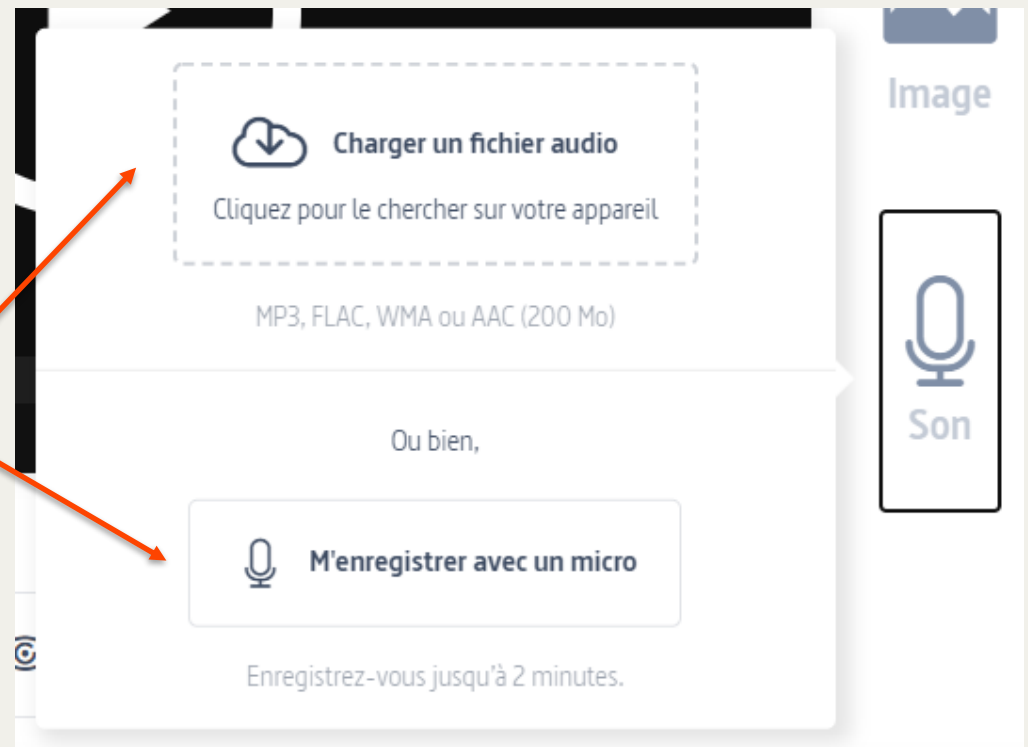 Image
Charger un fichier audio
Cliquez pour le chercher sur votre appareil
MP3, FLAC, WMA ou AAC (200 Mo)
Son
Ou bien,
M'enregistrer avec un micro
Enregistrez-vous jusqu'à 2 minutes.